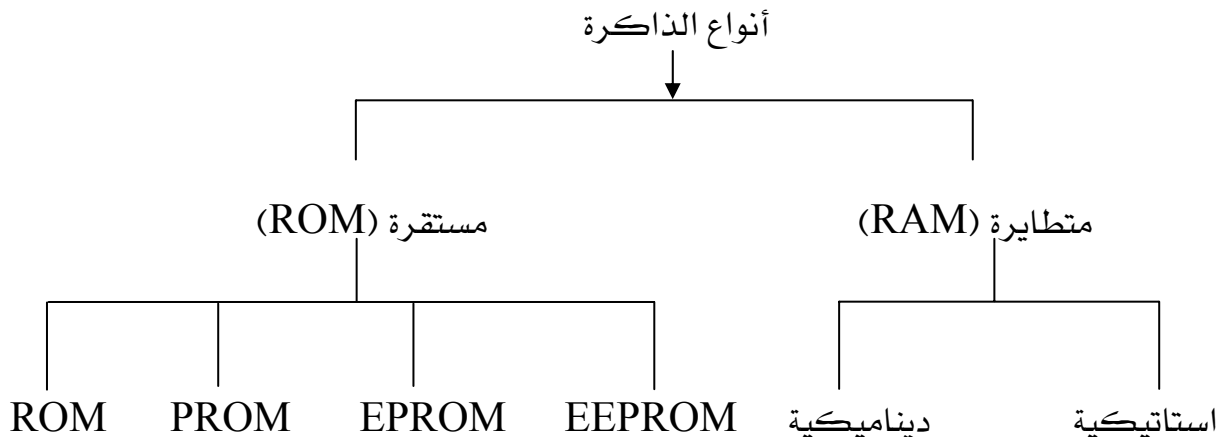 أنواع الذاكرة
متطايرة (RAM)
مستقرة (ROM)
استاتيكية
ديناميكية
EEPROM
EPROM
PROM
ROM